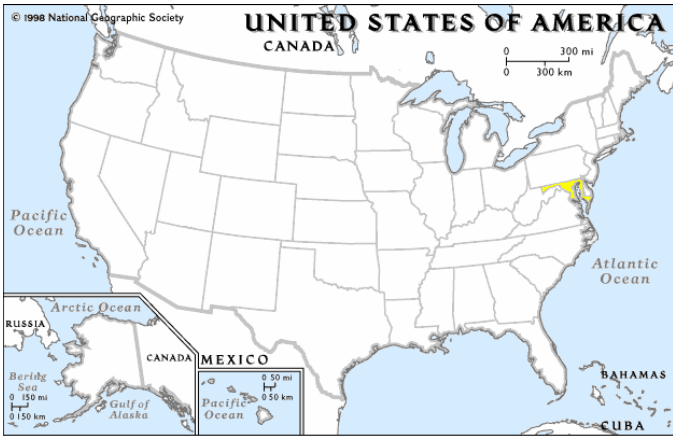 © 1998 National Geographic Society
UNITED STATES OF AMERICA
CANADA
0 300 mi
0 300 km
Pacific
Ocean
Atlantic
Ocean
Arctic Ocean
RUSSIA
CANADA
MEXICO
Bering
Sea
0 150 mi
0 150 km
Gulf of
Alaska
0 50 mi
0 50 km
Pacific
Ocean
BAHAMAS
CUBA